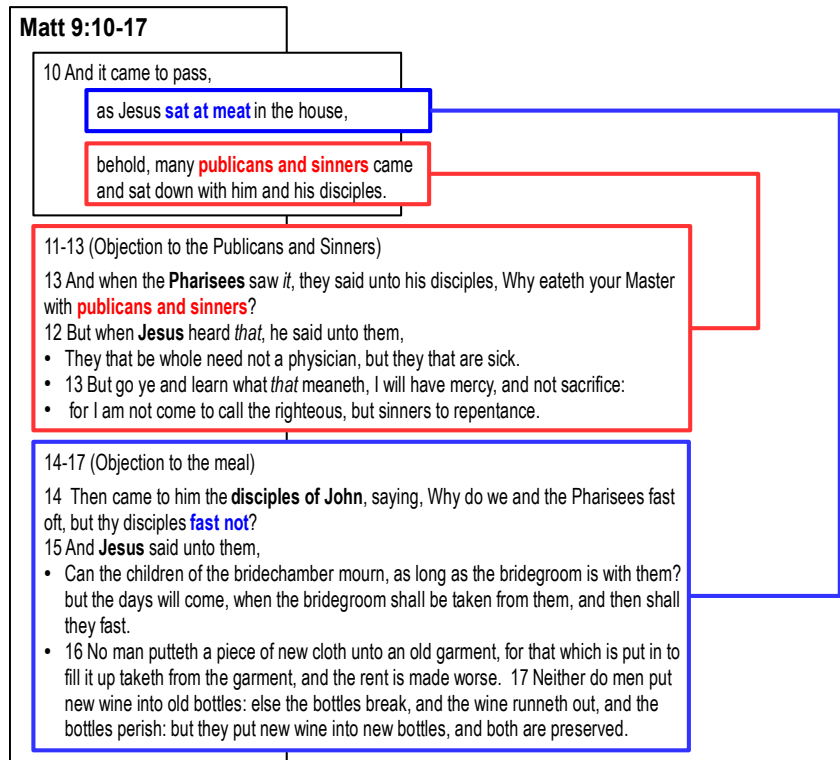 Matt 9:10-17
10 And it came to pass,
as Jesus sat at meat in the house,
behold, many publicans and sinners came
and sat down with him and his disciples.
11-13 (Objection to the Publicans and Sinners)
13 And when the Pharisees saw it, they said unto his disciples, Why eateth your Master
with publicans and sinners?
12 But when Jesus heard that, he said unto them,
• They that be whole need not a physician, but they that are sick.
• 13 But go ye and learn what that meaneth, I will have mercy, and not sacrifice:
• for I am not come to call the righteous, but sinners to repentance.
14-17 (Objection to the meal)
14 Then came to him the disciples of John, saying, Why do we and the Pharisees fast
oft, but thy disciples fast not?
15 And Jesus said unto them,
• Can the children of the bridechamber mourn, as long as the bridegroom is with them?
but the days will come, when the bridegroom shall be taken from them, and then shall
they fast.
• 16 No man putteth a piece of new cloth unto an old garment, for that which is put in to
fill it up taketh from the garment, and the rent is made worse. 17 Neither do men put
new wine into old bottles: else the bottles break, and the wine runneth out, and the
bottles perish: but they put new wine into new bottles, and both are preserved.